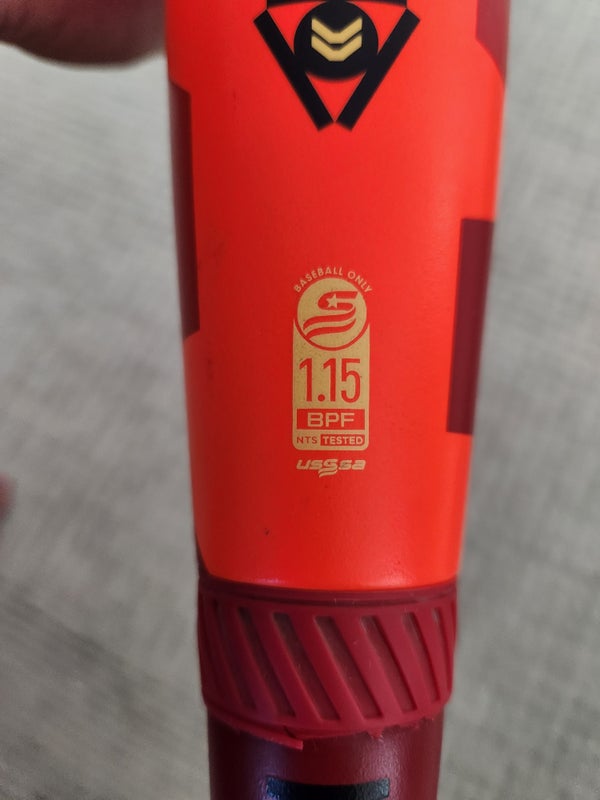 BASEBALL ONLY
1.15
BPF
NTS TESTED
USSSA